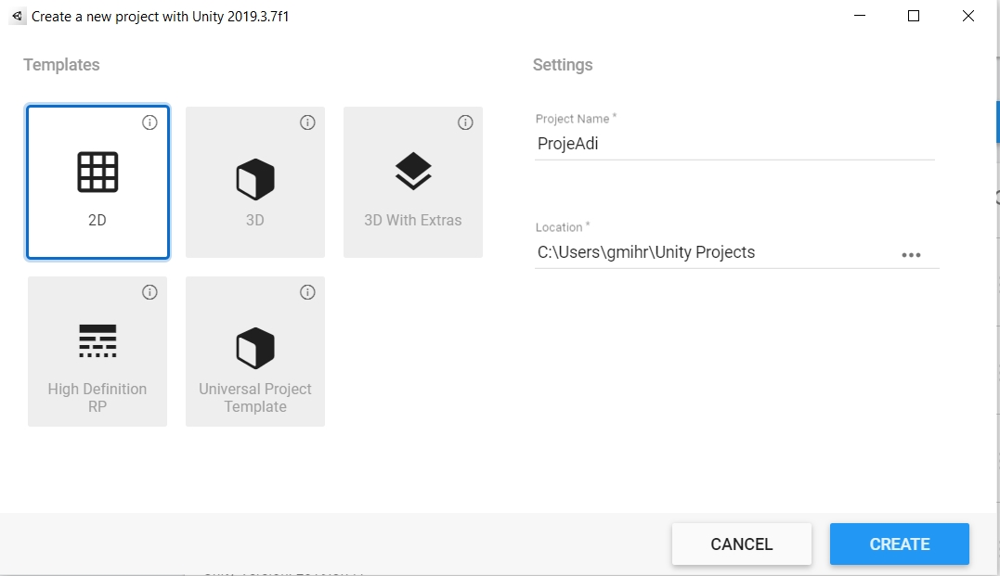 Create a new project with Unity 2019.3.7f1
Templates
Settings
2D
3D
3D With Extras
High Definition
RP
Universal Project
Template
Project Name *
ProjeAdi
Location *
C:\Users\gmihr\Unity Projects
CANCEL
CREATE